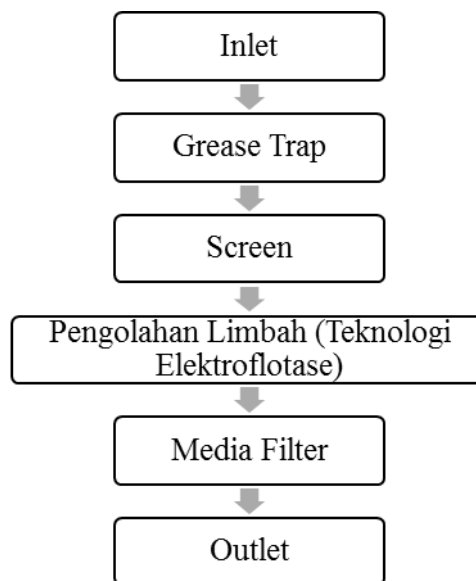 Inlet
Grease Trap
Screen
Pengolahan Limbah (Teknologi
Elektroflotase)
Media Filter
Outlet